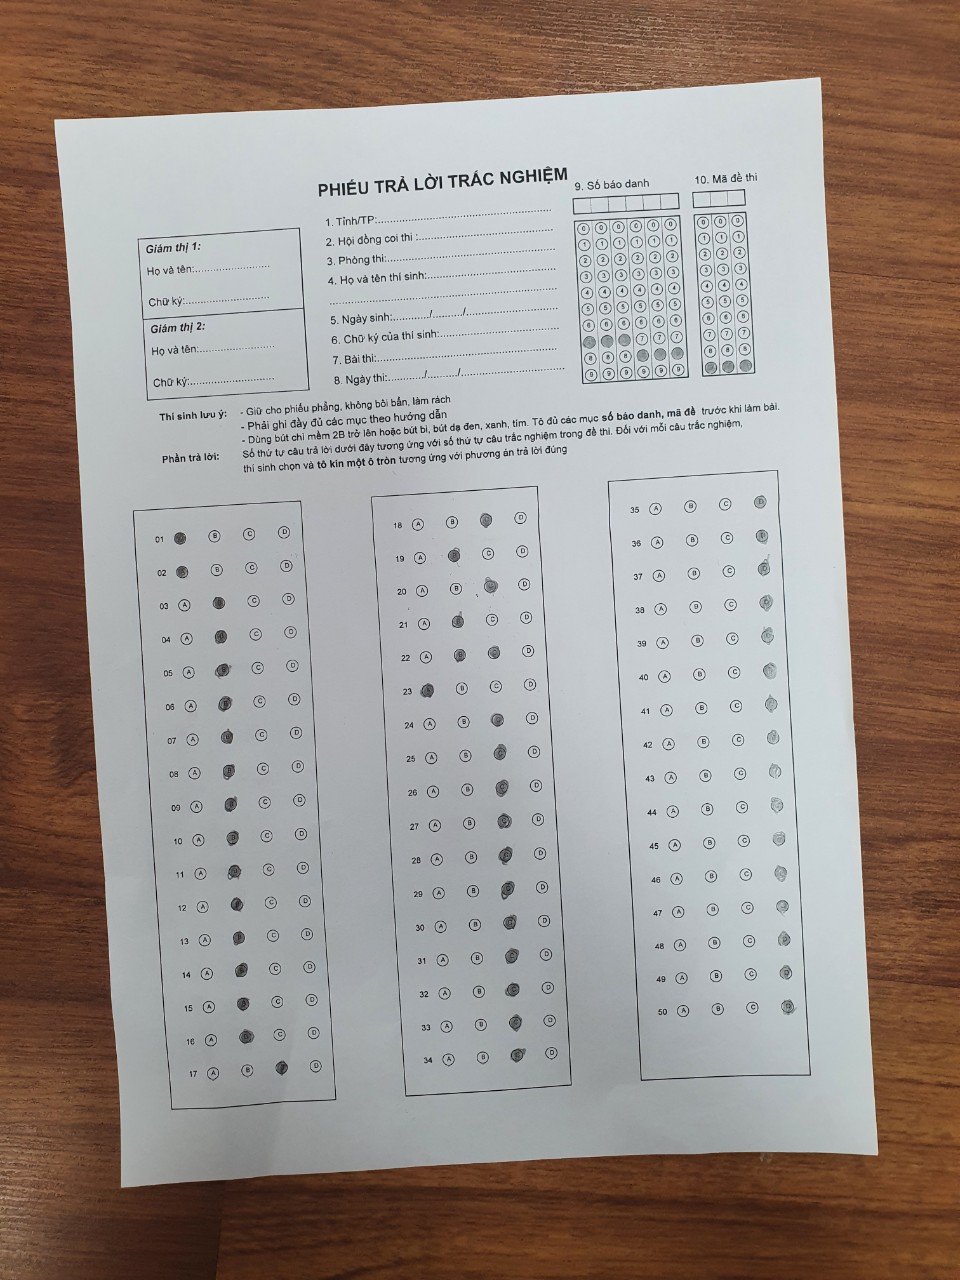 PHIẾU TRẢ LỜI TRẮC NGHIỆM
Giám thị 1:
Họ và tên:..........................
Chữ ký:............................
Giám thị 2:
Họ và tên:..........................
Chữ ký:............................
1. Tỉnh/TP:..........................................................
2. Hội đồng coi thi :.............................................
3. Phòng thi:........................................................
4. Họ và tên thí sinh:...........................................
............................................................................
5. Ngày sinh:............/.........../..............................
6. Chữ ký của thí sinh:........................................
7. Bài thi:.............................................................
8. Ngày thi:............/.........../..................................
9. Số báo danh
0 0 0 0 0 0
1 1 1 1 1 1
2 2 2 2 2 2
3 3 3 3 3 3
4 4 4 4 4 4
5 5 5 5 5 5
6 6 6 6 6 6
7 7 7
8 8 8
9 9 9 9 9 9
10. Mã đề thi
0 0 0
1 1 1
2 2 2
3 3 3
4 4 4
5 5 5
6 6 6
7 7 7
8 8 8
Thí sinh lưu ý: - Giữ cho phiếu phẳng, không bôi bẩn, làm rách
- Phải ghi đầy đủ các mục theo hướng dẫn
- Dùng bút chì mềm 2B trở lên hoặc bút bi, bút dạ đen, xanh, tím. Tô đủ các mục số báo danh, mã đề trước khi làm bài.
Phần trả lời: Số thứ tự câu trả lời dưới đây tương ứng với số thứ tự câu trắc nghiệm trong đề thi. Đối với mỗi câu trắc nghiệm,
thí sinh chọn và tô kín một ô tròn tương ứng với phương án trả lời đúng
01 B C D
02 B C D
03 A C D
04 A C D
05 A B C D
06 A B C D
07 A B C D
08 A B C D
09 A C D
10 A B C D
11 A B C D
12 A C D
13 A B C D
14 A C D
15 A B C D
16 A B C D
17 A B D
18 A B C D
19 A B C D
20 A B C D
21 A B C D
22 A B C D
23 B C D
24 A B C D
25 A B C D
26 A B C D
27 A B C D
28 A B C D
29 A B C D
30 A B C D
31 A B C D
32 A B C D
33 A B C D
34 A B C D
35 A B C D
36 A B C D
37 A B C D
38 A B C D
39 A B C D
40 A B C D
41 A B C D
42 A B C D
43 A B C D
44 A B C D
45 A B C D
46 A B C D
47 A B C D
48 A B C D
49 A B C D
50 A B C D